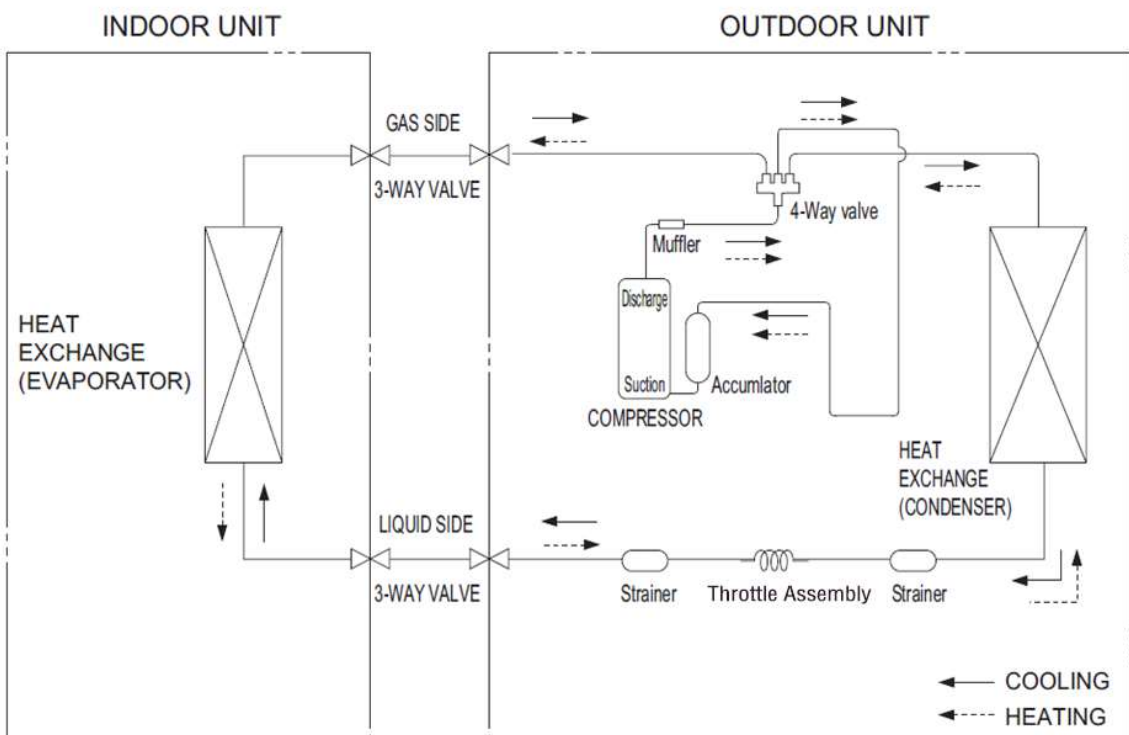 INDOOR UNIT
OUTDOOR UNIT
GAS SIDE
3-WAY VALVE
4-Way valve
Muffler
Discharge
HEAT
EXCHANGE
(EVAPORATOR)
Suction
Accumlator
COMPRESSOR
HEAT
EXCHANGE
(CONDENSER)
LIQUID SIDE
3-WAY VALVE
Strainer
Throttle Assembly
Strainer
COOLING
HEATING